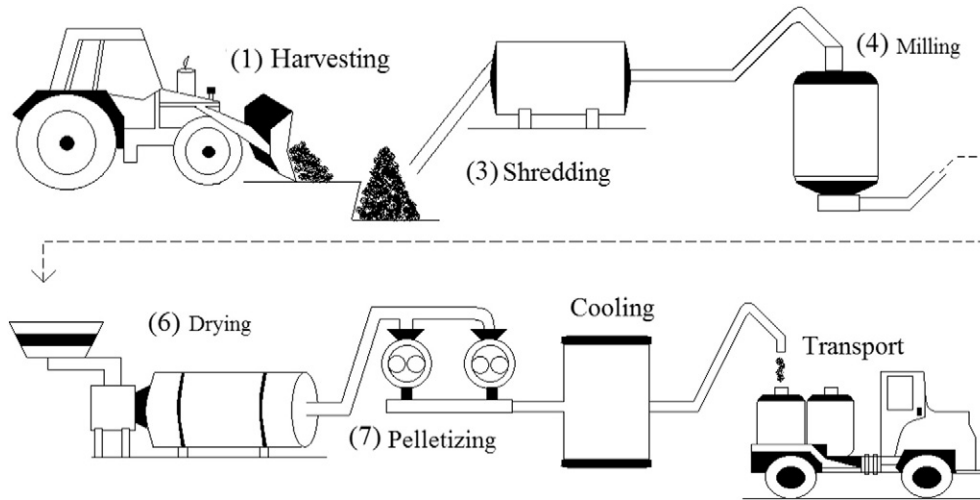 (1) Harvesting
(4) Milling
(3) Shredding
(6) Drying
Cooling
Transport
(7) Pelletizing